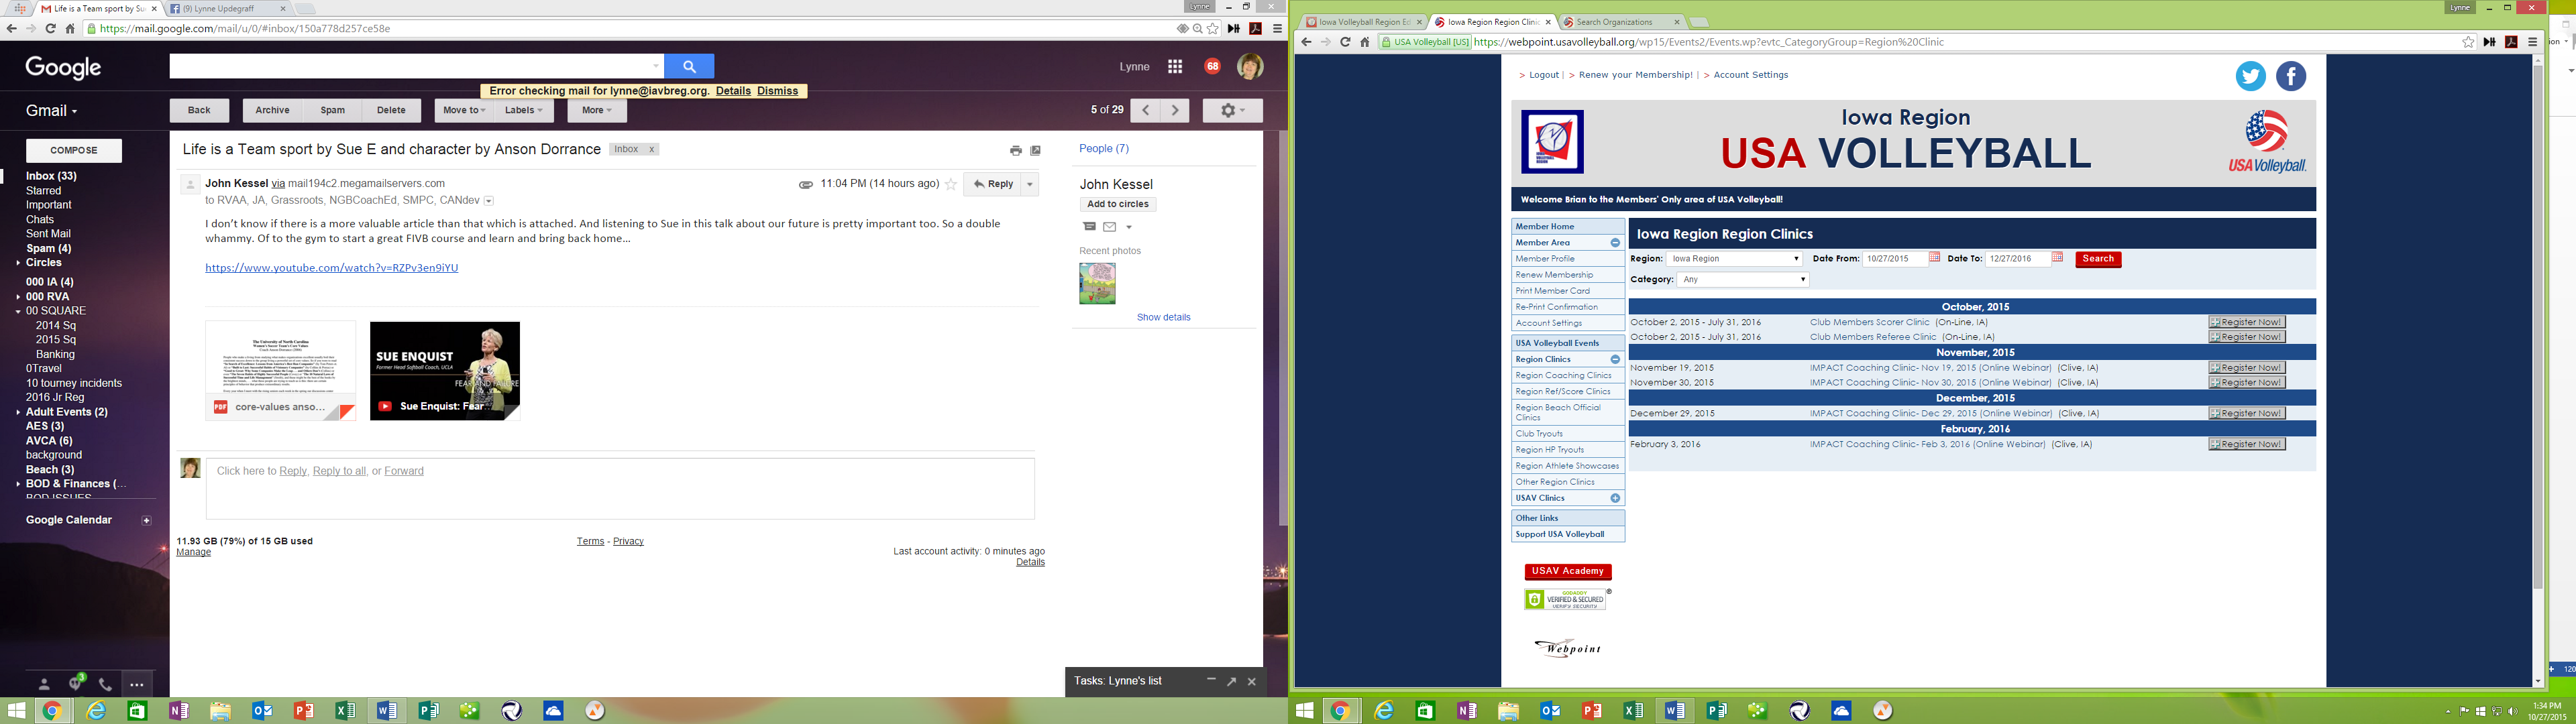 Life is a Team sport by Su
(9) Lynne Updegraff
Lynne
https://mail.google.com/mail/u/0/#inbox/150a778d257ce58e
Google
Lynne
68
Error checking mail for lynne@iavbreg.org. Details Dismiss
Gmail
Back
Archive
Spam
Delete
Move to
Labels
More
5 of 29
COMPOSE
Inbox (33)
Starred
Important
Chats
Sent Mail
Spam (4)
Circles
000 IA (4)
000 RVA
00 SQUARE
2014 Sq
2015 Sq
Banking
0Travel
10 tourney incidents
2016 Jr Reg
Adult Events (2)
AES (3)
AVCA (6)
background
Beach (3)
BOD & Finances (...
BOD ISSUES
Google Calendar
3
Life is a Team sport by Sue E and character by Anson Dorrance
Inbox x
John Kessel via mail194c2.megamailservers.com
11:04 PM (14 hours ago)
Reply
to RVAA, JA, Grassroots, NGBCoachEd, SMPC, CANdev
I don't know if there is a more valuable article than that which is attached. And listening to Sue in this talk about our future is pretty important too. So a double
whammy. Of to the gym to start a great FIVB course and learn and bring back home...
https://www.youtube.com/watch?v=RZPv3en9iYU
The University of North Carolina
PDF
core-values anso...
SUE ENQUIST
Former Head Softball Coach, UCLA
FEAR AND FAILURE
Sue Enquist: Fear
Click here to Reply, Reply to all, or Forward
11.93 GB (79%) of 15 GB used
Manage
Terms - Privacy
Last account activity: 0 minutes ago
Details
People (7)
John Kessel
Add to circles
Recent photos
Show details
Tasks: Lynne's list
Iowa Volleyball Region Ed
Iowa Region Region Clinic
Search Organizations
Lynne
USA Volleyball [US]
https://webpoint.usavolleyball.org/wp15/Events2/Events.wp?evtc_CategoryGroup=Region%20Clinic
> Logout | > Renew your Membership! | > Account Settings
Iowa Region
USA VOLLEYBALL
USA Volleyball.
Welcome Brian to the Members' Only area of USA Volleyball!
Member Home
Member Area
Member Profile
Renew Membership
Print Member Card
Re-Print Confirmation
Account Settings
USA Volleyball Events
Region Clinics
Region Coaching Clinics
Region Ref/Score Clinics
Region Beach Official
Clinics
Club Tryouts
Region HP Tryouts
Region Athlete Showcases
Other Region Clinics
USAV Clinics
Other Links
Support USA Volleyball
USAV Academy
GODADDY
VERIFIED & SECURED
VERIFY SECURITY
Webpoint
Iowa Region Region Clinics
Region: Iowa Region
Date From: 10/27/2015
Date To: 12/27/2016
Search
Category: Any
October, 2015
October 2, 2015 - July 31, 2016 Club Members Scorer Clinic (On-Line, IA) Register Now!
October 2, 2015 - July 31, 2016 Club Members Referee Clinic (On-Line, IA) Register Now!
November, 2015
November 19, 2015 IMPACT Coaching Clinic- Nov 19, 2015 (Online Webinar) (Clive, IA) Register Now!
November 30, 2015 IMPACT Coaching Clinic- Nov 30, 2015 (Online Webinar) (Clive, IA) Register Now!
December, 2015
December 29, 2015 IMPACT Coaching Clinic- Dec 29, 2015 (Online Webinar) (Clive, IA) Register Now!
February, 2016
February 3, 2016 IMPACT Coaching Clinic- Feb 3, 2016 (Online Webinar) (Clive, IA) Register Now!
ion
120
1:34 PM
10/27/2015